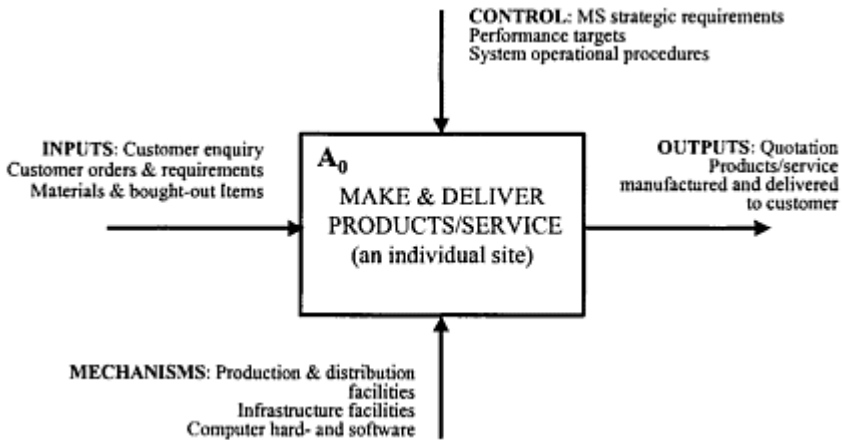 CONTROL: MS strategic requirements
Performance targets
System operational procedures
INPUTS: Customer enquiry
Customer orders & requirements
Materials & bought-out Items
A0
MAKE & DELIVER
PRODUCTS/SERVICE
(an individual site)
OUTPUTS: Quotation
Products/service
manufactured and delivered
to customer
MECHANISMS: Production & distribution
facilities
Infrastructure facilities
Computer hard- and software